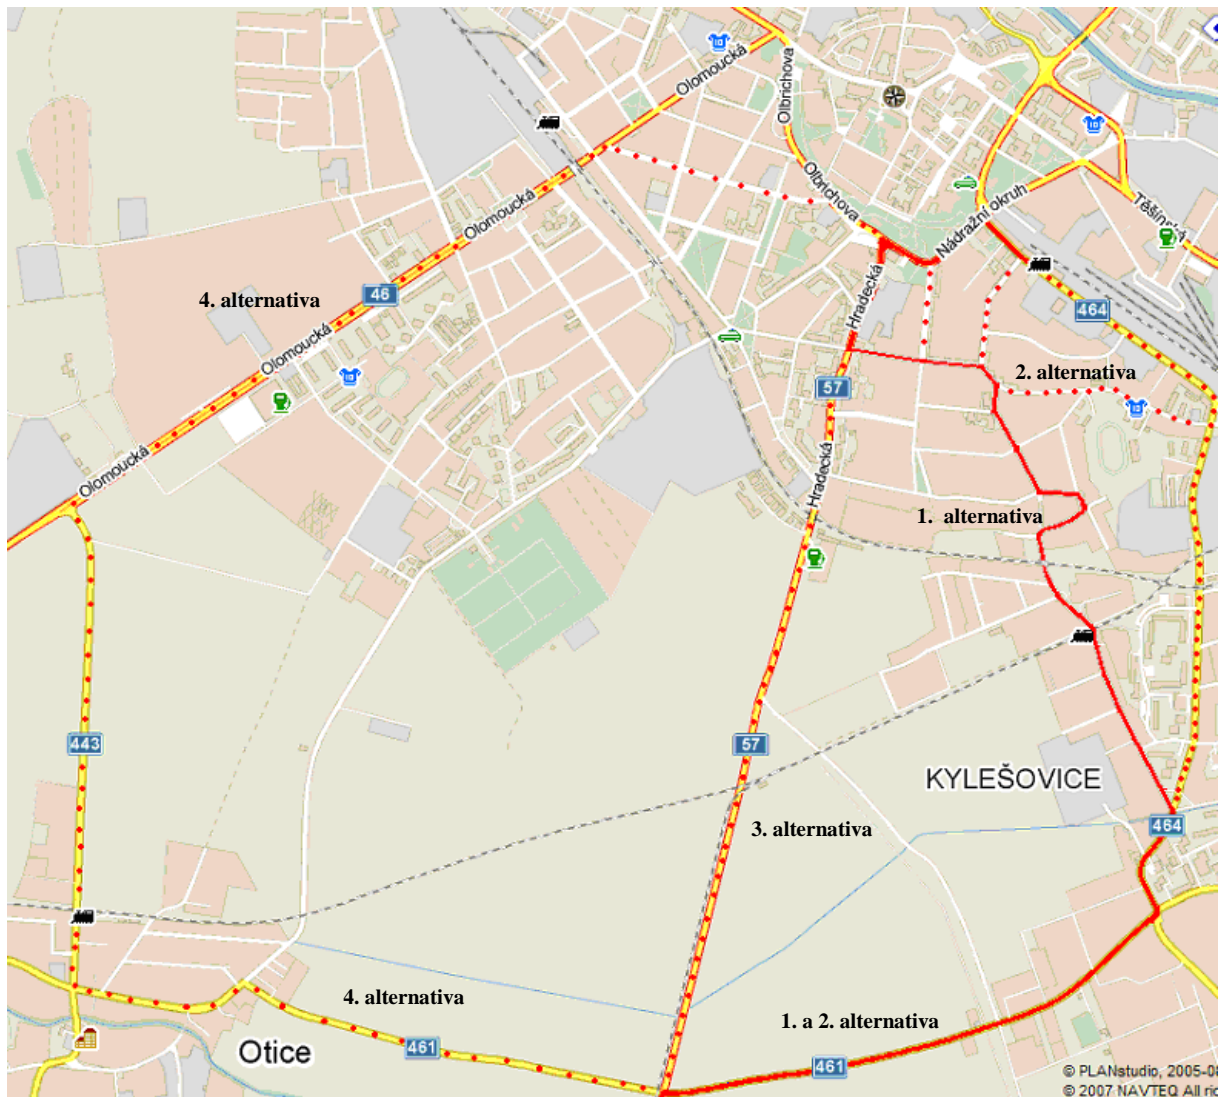 Olomoucká
Olbrichova
Olbrichova
Nádražní okruh
Těšínská
Olomoucká
Hradecká
46
4. alternativa
464
Olomoucká
57
2. alternativa
Hradecká
Olomoucká
1. alternativa
443
57
KYLEŠOVICE
3. alternativa
464
4. alternativa
1. a 2. alternativa
Otice
461
461
© PLANstudio, 2005-08
© 2007 NAVTEQ All ric